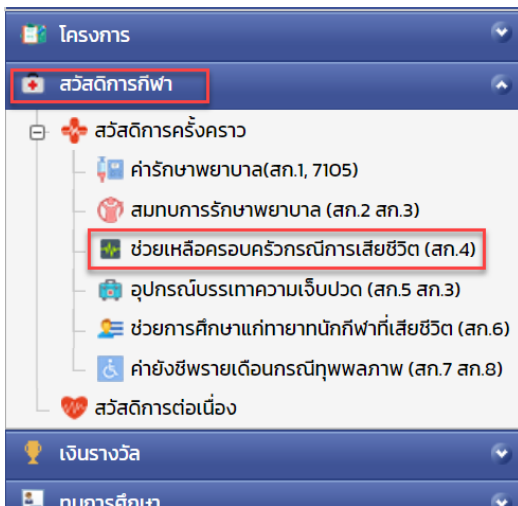 โครงการ
สวัสดิการกีฬา
สวัสดิการครั้งคราว
ค่ารักษาพยาบาล(สก.1, 7105)
สมทบการรักษาพยาบาล (สก.2 สก.3)
ช่วยเหลือครอบครัวกรณีการเสียชีวิต (สก.4)
อุปกรณ์บรรเทาความเจ็บปวด (สก.5 สก.3)
ช่วยการศึกษาแก่ทายาทนักกีฬาที่เสียชีวิต (สก.6)
ค่ายังชีพรายเดือนกรณีทุพพลภาพ (สก.7 สก.8)
สวัสดิการต่อเนื่อง
เงินรางวัล
ทุนการศึกษา